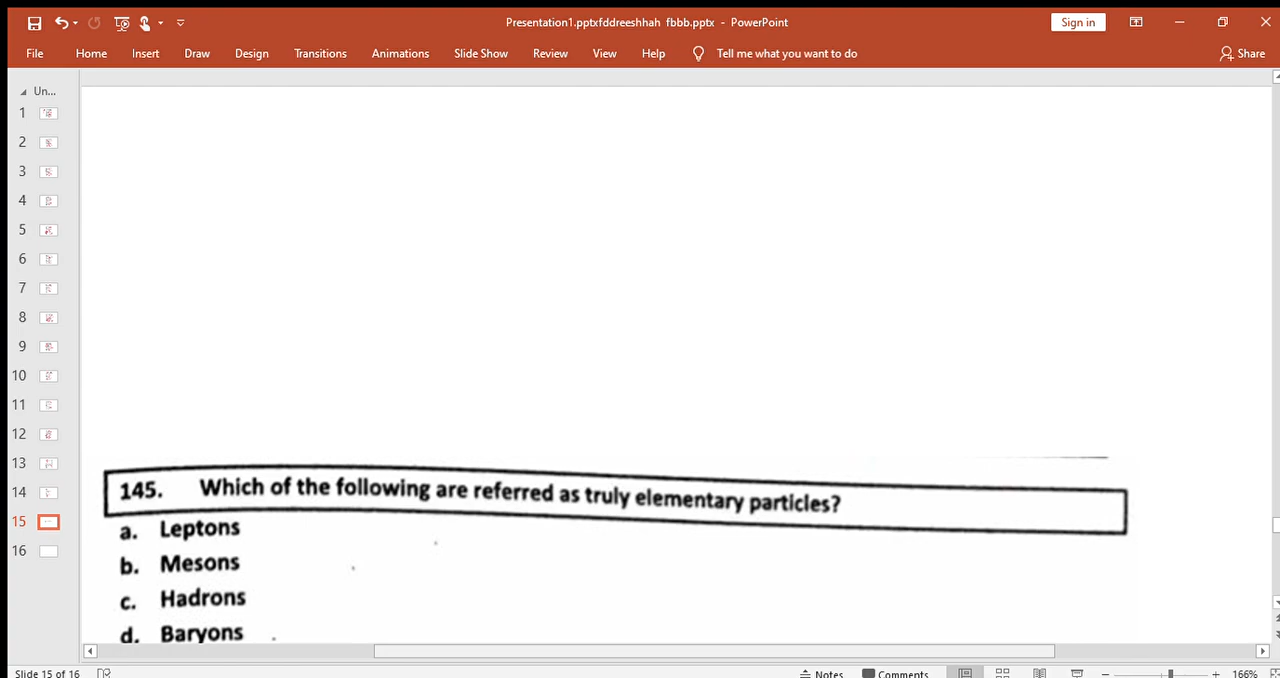 Presentation1.pptxfddreeshhah fbbb.pptx - PowerPoint
Sign in
File Home Insert Draw Design Transitions Animations Slide Show Review View Help Tell me what you want to do Share
Un...
1
2
3
4
5
6
7
8
9
10
11
12
13
14
15
16
145. Which of the following are referred as truly elementary particles?
a. Leptons
b. Mesons
c. Hadrons
d. Baryons
Slide 15 of 16 Notes Comments 166%